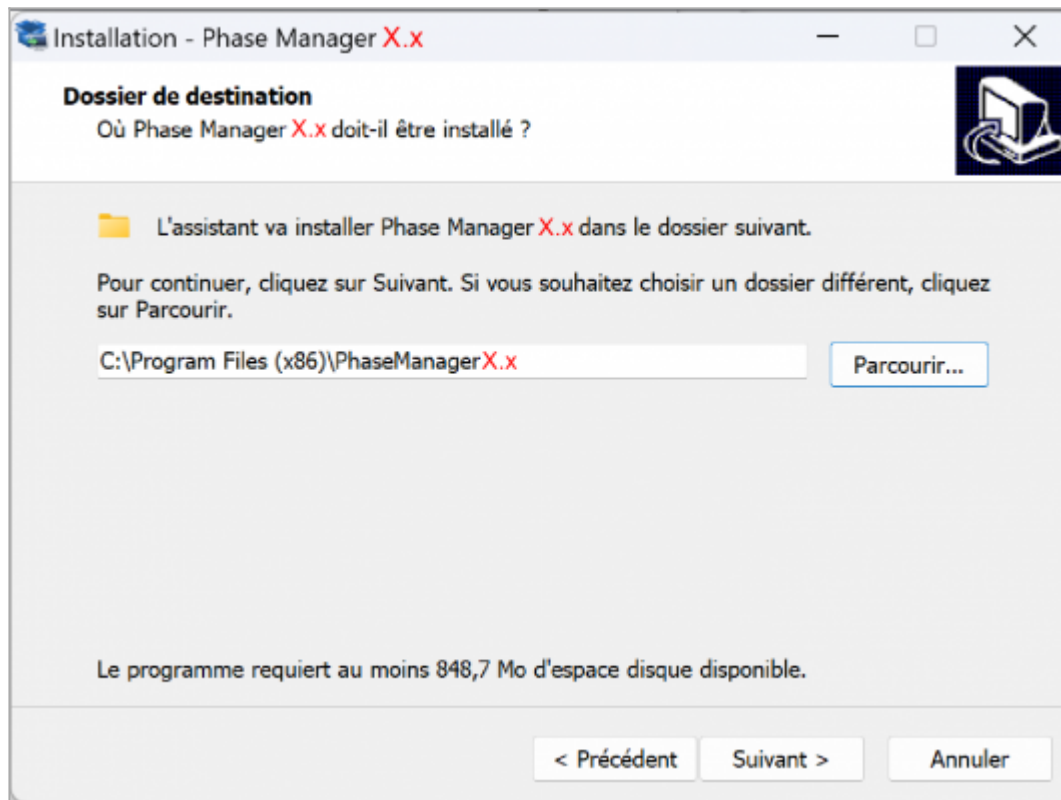 Installation - Phase Manager X.x
Dossier de destination
Où Phase Manager X.x doit-il être installé ?
L'assistant va installer Phase Manager X.x dans le dossier suivant.
Pour continuer, cliquez sur Suivant. Si vous souhaitez choisir un dossier différent, cliquez
sur Parcourir.
C:\Program Files (x86)\PhaseManagerX.x
Parcourir...
Le programme requiert au moins 848,7 Mo d'espace disque disponible.
< Précédent
Suivant >
Annuler